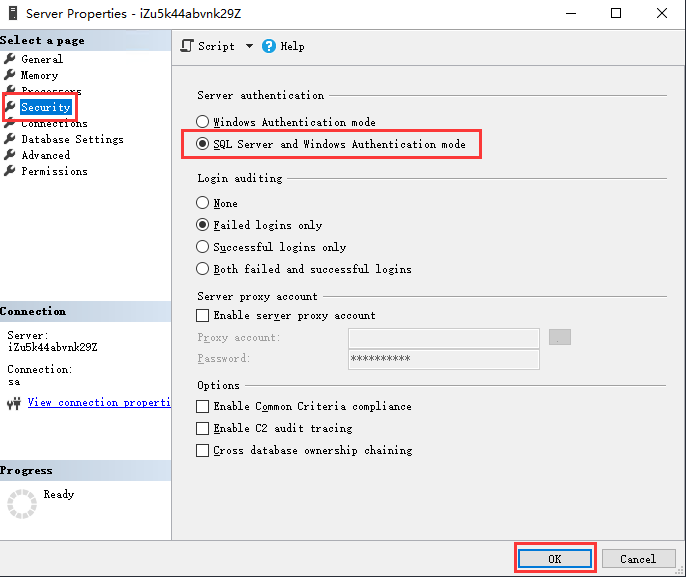 Server Properties - iZu5k44abvnk29Z
Select a page
General
Memory
Processors
Security
Connections
Database Settings
Advanced
Permissions
Script
Help
Server authentication
Windows Authentication mode
SQL Server and Windows Authentication mode
Login auditing
None
Failed logins only
Successful logins only
Both failed and successful logins
Server proxy account
Enable server proxy account
Proxy account:
Password:
**********
Options
Enable Common Criteria compliance
Enable C2 audit tracing
Cross database ownership chaining
Connection
Server:
iZu5k44abvnk29Z
Connection:
sa
View connection properti
Progress
Ready
OK
Cancel